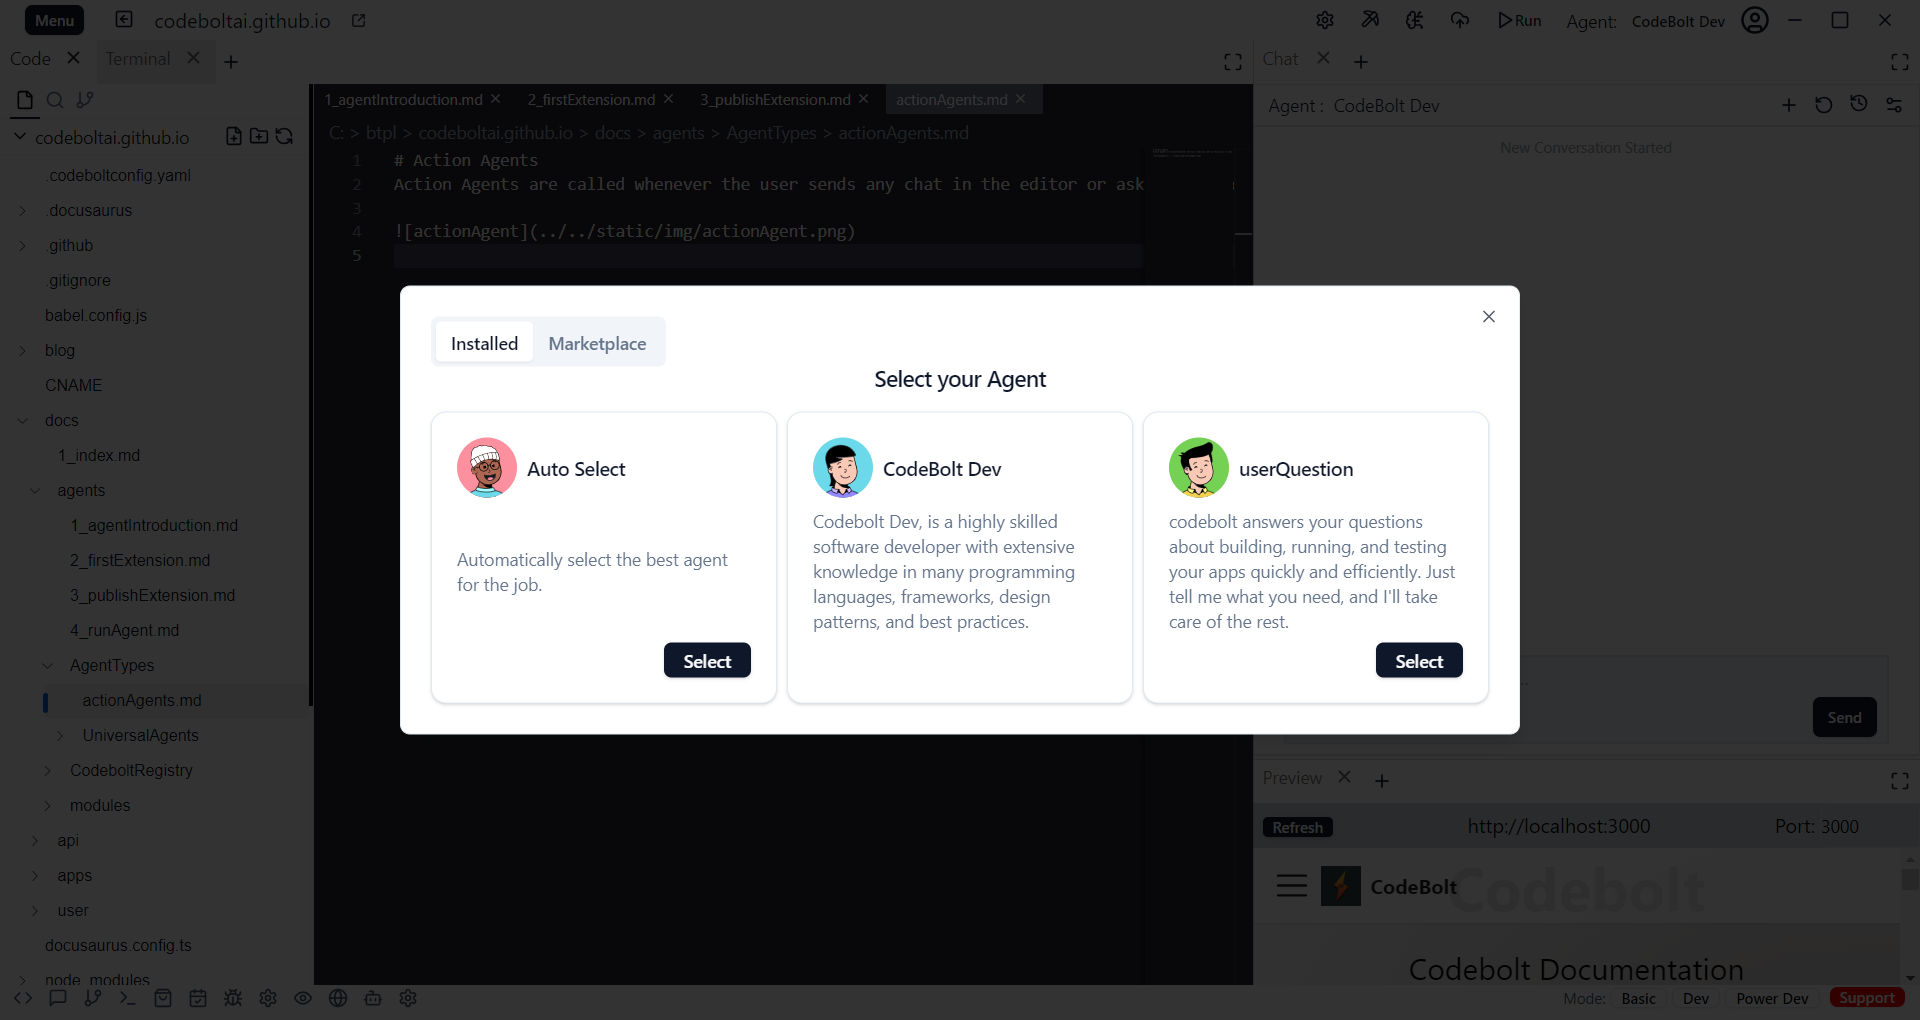 Menu
codeboltai.github.io
Run
Agent: CodeBolt Dev
Code
Terminal
Chat
1_agentIntroduction.md
2_firstExtension.md
3_publishExtension.md
actionAgents.md
Agent : CodeBolt Dev
codeboltai.github.io
C: > btpl > codeboltai.github.io > docs > agents > AgentTypes > actionAgents.md
New Conversation Started
1 # Action Agents
2 Action Agents are called whenever the user sends any chat in the editor or ask
3
4 ![actionAgent](../../static/img/actionAgent.png)
5
.codeboltconfig.yaml
.docusaurus
.github
.gitignore
babel.config.js
blog
CNAME
docs
1_index.md
agents
1_agentIntroduction.md
2_firstExtension.md
3_publishExtension.md
4_runAgent.md
AgentTypes
actionAgents.md
UniversalAgents
CodeboltRegistry
modules
api
apps
user
docusaurus.config.ts
node_modules
Installed
Marketplace
Select your Agent
Auto Select
Automatically select the best agent
for the job.
Select
CodeBolt Dev
Codebolt Dev, is a highly skilled
software developer with extensive
knowledge in many programming
languages, frameworks, design
patterns, and best practices.
userQuestion
codebolt answers your questions
about building, running, and testing
your apps quickly and efficiently. Just
tell me what you need, and I'll take
care of the rest.
Select
Send
Preview
Refresh
http://localhost:3000
Port: 3000
CodeBolt
Codebolt
Codebolt Documentation
Mode: Basic Dev Power Dev Support